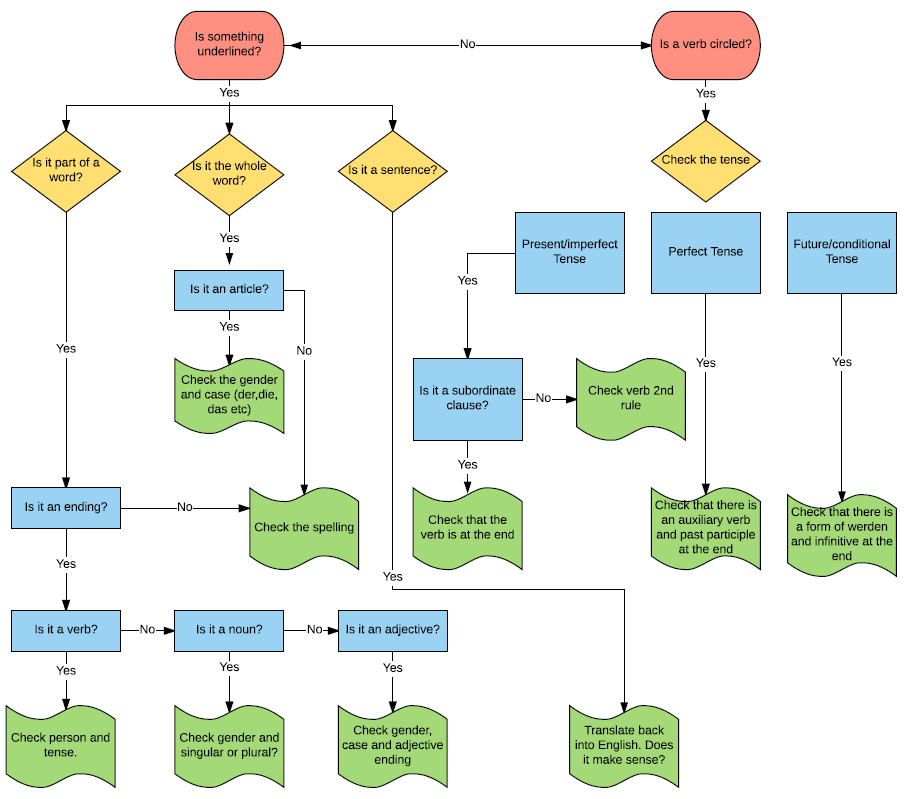 Is something
underlined?
No
Is a verb circled?
Yes
Yes
Is it part of a
word?
Is it the whole
word?
Is it a sentence?
Check the tense
Yes
Present/imperfect
Tense
Perfect Tense
Future/conditional
Tense
Yes
Is it an article?
Yes
No
Yes
Yes
Yes
Check the gender
and case (der,die,
das etc)
Is it a subordinate
clause?
No
Check verb 2nd
rule
Yes
Is it an ending?
No
Check the spelling
Check that the
verb is at the end
Check that there is
an auxiliary verb
and past participle
at the end
Check that there is
a form of werden
and infinitive at the
end
Yes
Yes
Is it a verb?
No
Is it a noun?
No
Is it an adjective?
Yes
Yes
Yes
Check person and
tense.
Check gender and
singular or plural?
Check gender,
case and adjective
ending
Translate back
into English. Does
it make sense?